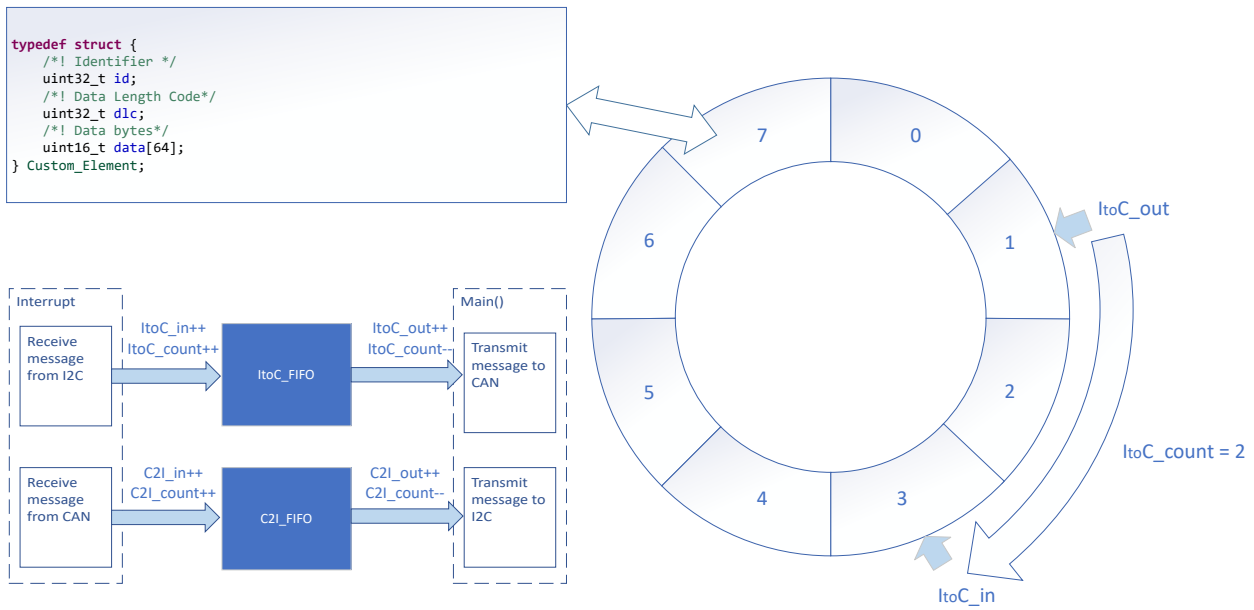 typedef struct {
/*! Identifier */
uint32_t id;
/*! Data Length Code*/
uint32_t dlc;
/*! Data bytes*/
uint16_t data[64];
} Custom_Element;
Interrupt
Receive
message
from I2C
ItoC_in++
ItoC_count++
ItoC_FIFO
ItoC_out++
ItoC_count--
Main()
Transmit
message to
CAN
Receive
message
from CAN
C2I_in++
C2I_count++
C2I_FIFO
C2I_out++
C2I_count--
Transmit
message to
I2C
7
0
6
1
5
2
4
3
ItoC_out
ItoC_count = 2
ItoC_in